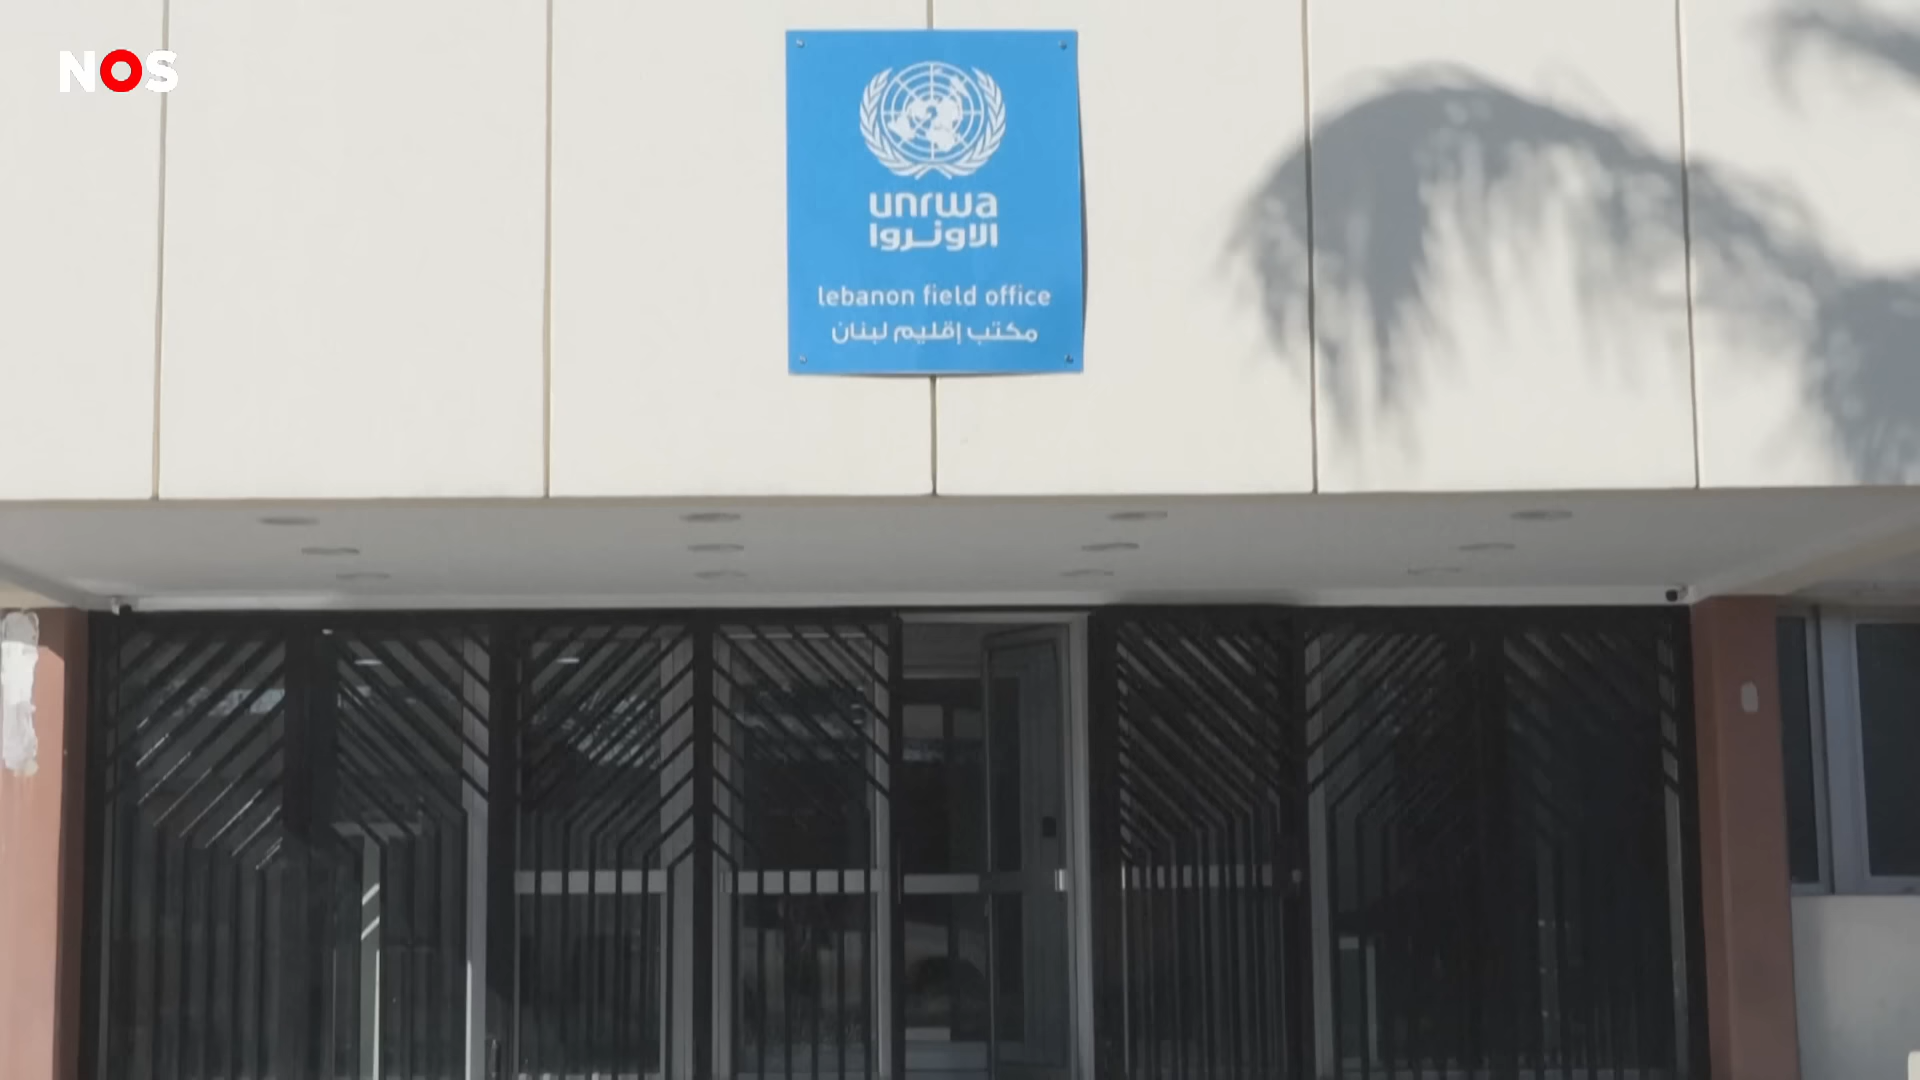 NOS
unrwa
الاونروا
lebanon field office
مكتب إقليم لبنان